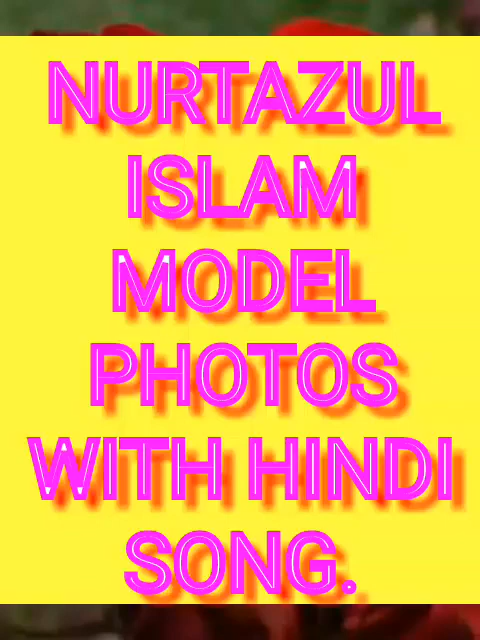 NURTAZUL
ISLAM
MODEL
PHOTOS
WITH HINDI
SONG.